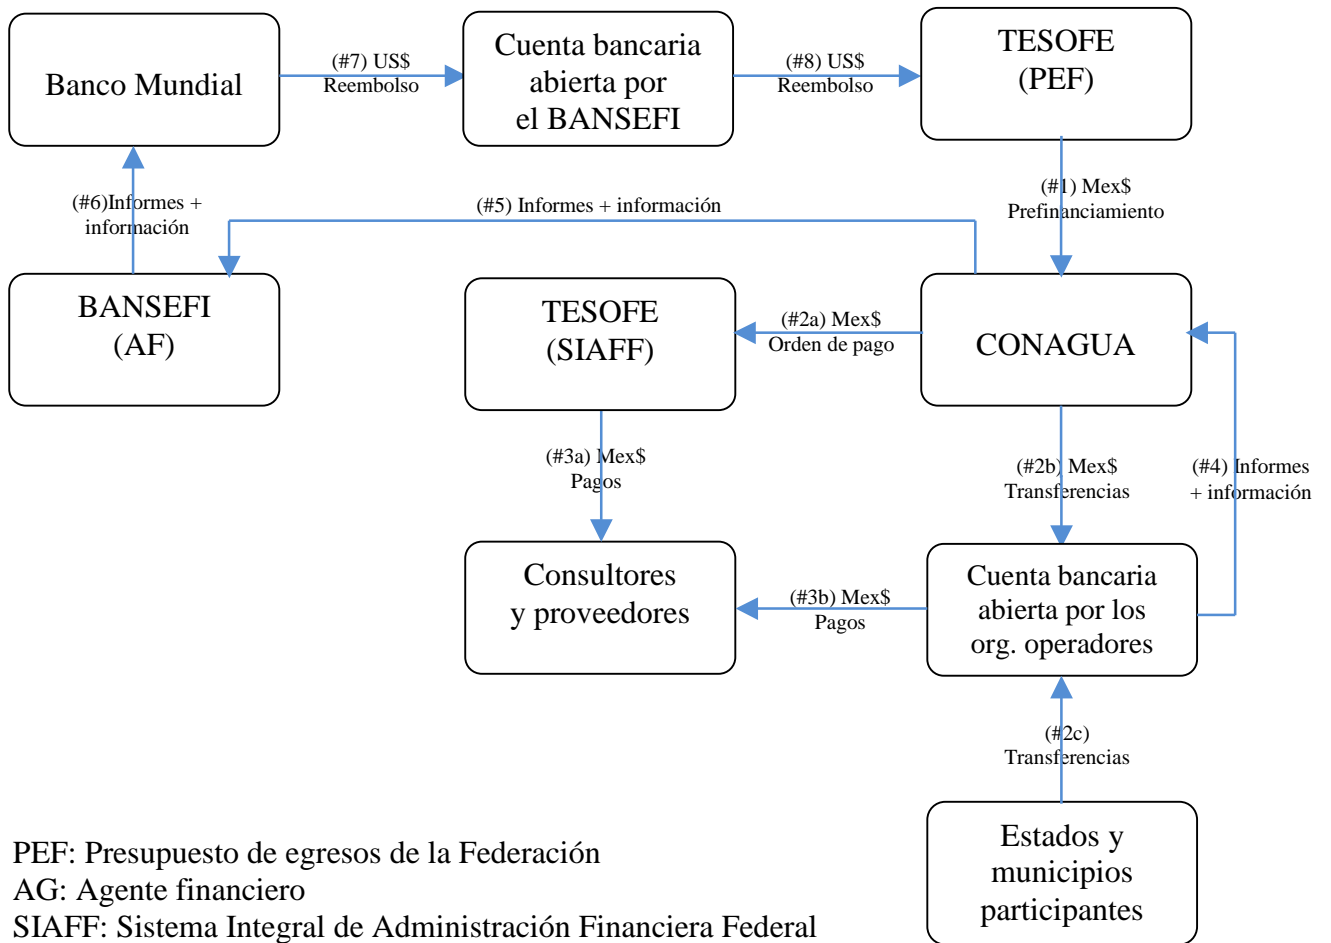 Banco Mundial
(#7) US$
Reembolso
Cuenta bancaria
abierta por
el BANSEFI
(#8) US$
Reembolso
TESOFE
(PEF)
(#6)Informes +
información
(#5) Informes + información
(#1) Mex$
Prefinanciamiento
BANSEFI
(AF)
TESOFE
(SIAFF)
(#2a) Mex$
Orden de pago
CONAGUA
(#3a) Mex$
Pagos
(#2b) Mex$
Transferencias
(#4) Informes
+ información
Consultores
y proveedores
(#3b) Mex$
Pagos
Cuenta bancaria
abierta por los
org. operadores
(#2c)
Transferencias
Estados y
municipios
participantes
PEF: Presupuesto de egresos de la Federación
AG: Agente financiero
SIAFF: Sistema Integral de Administración Financiera Federal